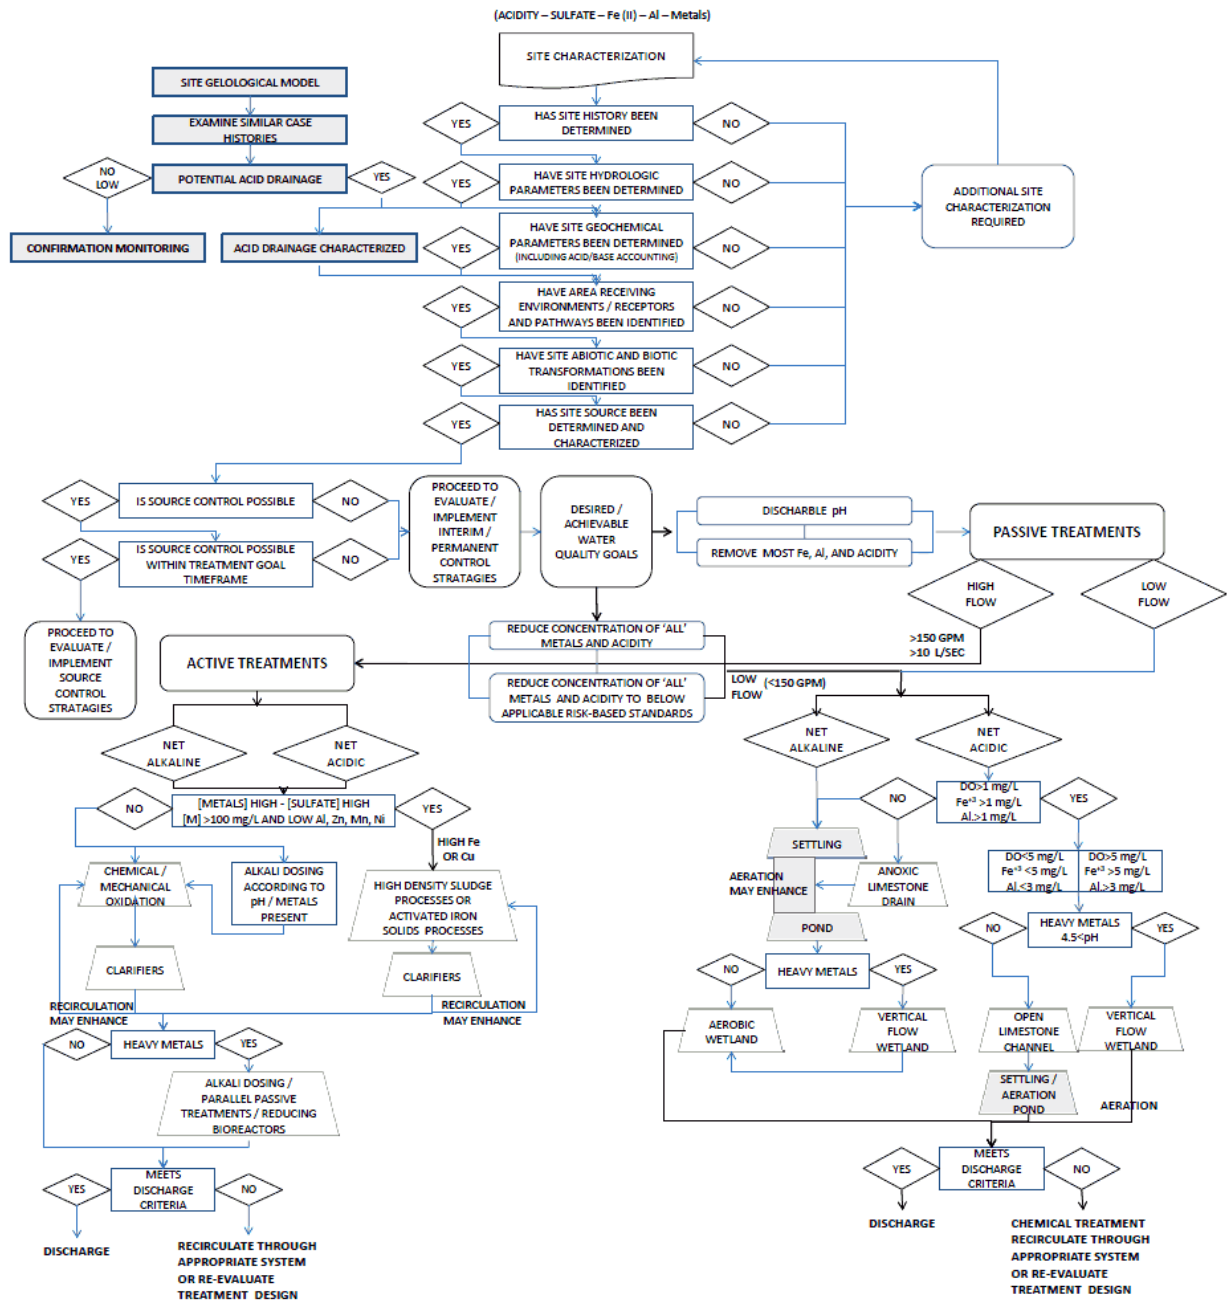 (ACIDITY – SULFATE – Fe (II) – Al – Metals)
SITE CHARACTERIZATION
SITE GELOLOGICAL MODEL
EXAMINE SIMILAR CASE
HISTORIES
NO
LOW
POTENTIAL ACID DRAINAGE
YES
CONFIRMATION MONITORING
ACID DRAINAGE CHARACTERIZED
YES
HAS SITE HISTORY BEEN
DETERMINED
NO
YES
HAVE SITE HYDROLOGIC
PARAMETERS BEEN DETERMINED
NO
YES
HAVE SITE GEOCHEMICAL
PARAMETERS BEEN DETERMINED
(INCLUDING ACID/BASE ACCOUNTING)
NO
YES
HAVE AREA RECEIVING
ENVIRONMENTS / RECEPTORS
AND PATHWAYS BEEN IDENTIFIED
NO
YES
HAVE SITE ABIOTIC AND BIOTIC
TRANSFORMATIONS BEEN
IDENTIFIED
NO
YES
HAS SITE SOURCE BEEN
DETERMINED AND
CHARACTERIZED
NO
ADDITIONAL SITE
CHARACTERIZATION
REQUIRED
YES
IS SOURCE CONTROL POSSIBLE
NO
YES
IS SOURCE CONTROL POSSIBLE
WITHIN TREATMENT GOAL
TIMEFRAME
NO
PROCEED TO
EVALUATE /
IMPLEMENT
INTERIM /
PERMANENT
CONTROL
STRATAGIES
DESIRED /
ACHIEVABLE
WATER
QUALITY GOALS
DISCHARBLE pH
REMOVE MOST Fe, Al, AND ACIDITY
PASSIVE TREATMENTS
HIGH
FLOW
LOW
FLOW
>150 GPM
>10 L/SEC
PROCEED TO
EVALUATE /
IMPLEMENT
SOURCE
CONTROL
STRATAGIES
ACTIVE TREATMENTS
REDUCE CONCENTRATION OF 'ALL'
METALS AND ACIDITY
REDUCE CONCENTRATION OF 'ALL'
METALS AND ACIDITY TO BELOW
APPLICABLE RISK-BASED STANDARDS
LOW
FLOW
(<150 GPM)
NET
ALKALINE
NET
ACIDIC
NO
[METALS] HIGH - [SULFATE] HIGH
[M] >100 mg/L AND LOW Al, Zn, Mn, Ni
YES
HIGH Fe
OR Cu
CHEMICAL /
MECHANICAL
OXIDATION
ALKALI DOSING
ACCORDING TO
pH / METALS
PRESENT
HIGH DENSITY SLUDGE
PROCESSES OR
ACTIVATED IRON
SOLIDS PROCESSES
CLARIFIERS
CLARIFIERS
RECIRCULATION
MAY ENHANCE
RECIRCULATION
MAY ENHANCE
NO
HEAVY METALS
YES
ALKALI DOSING /
PARALLEL PASSIVE
TREATMENTS / REDUCING
BIOREACTORS
YES
MEETS
DISCHARGE
CRITERIA
NO
DISCHARGE
RECIRCULATE THROUGH
APPROPRIATE SYSTEM
OR RE-EVALUATE
TREATMENT DESIGN
NET
ALKALINE
NET
ACIDIC
NO
DO>1 mg/L
Fe+3 >1 mg/L
Al.>1 mg/L
YES
SETTLING
AERATION
MAY ENHANCE
ANOXIC
LIMESTONE
DRAIN
POND
DO<5 mg/L
Fe+3 <5 mg/L
Al.<3 mg/L
DO>5 mg/L
Fe+3 >5 mg/L
Al.>3 mg/L
NO
HEAVY METALS
4.5<pH
YES
NO
HEAVY METALS
YES
AEROBIC
WETLAND
VERTICAL
FLOW
WETLAND
OPEN
LIMESTONE
CHANNEL
VERTICAL
FLOW
WETLAND
SETTLING /
AERATION
POND
AERATION
YES
MEETS
DISCHARGE
CRITERIA
NO
DISCHARGE
CHEMICAL TREATMENT
RECIRCULATE THROUGH
APPROPRIATE SYSTEM
OR RE-EVALUATE
TREATMENT DESIGN